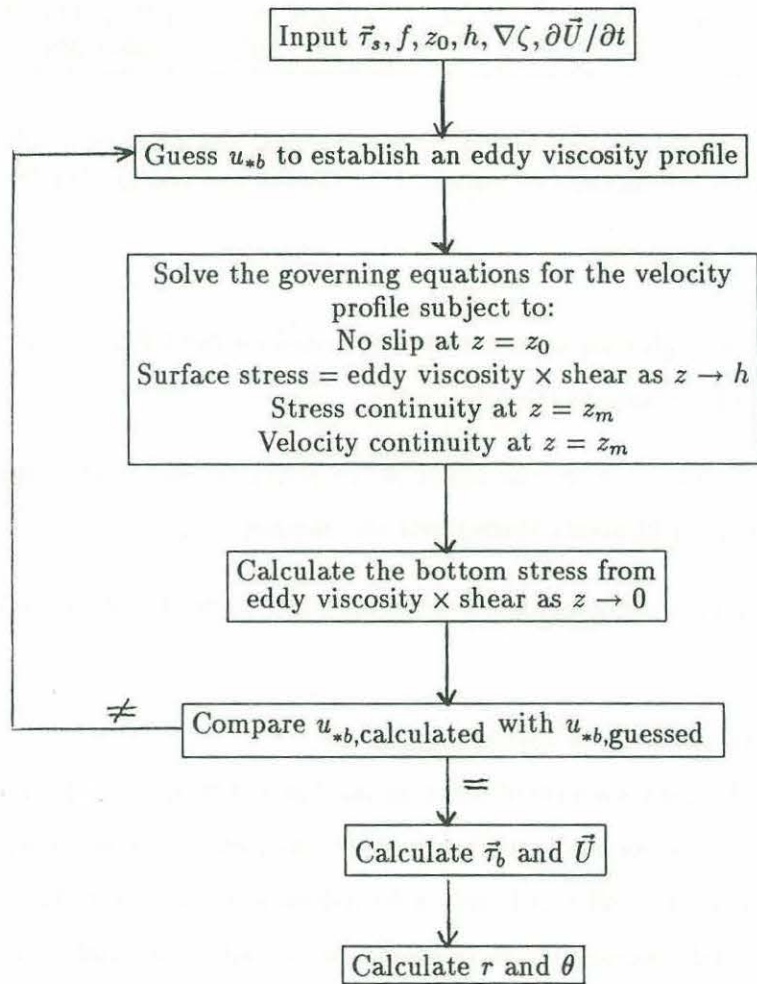 Input $\vec{\tau}_s, f, z_0, h, \nabla\zeta, \partial\vec{U}/\partial t$
Guess $u_{*b}$ to establish an eddy viscosity profile
Solve the governing equations for the velocity
profile subject to:
No slip at $z = z_0$
Surface stress = eddy viscosity × shear as $z \to h$
Stress continuity at $z = z_m$
Velocity continuity at $z = z_m$
Calculate the bottom stress from
eddy viscosity × shear as $z \to 0$
≠
Compare $u_{*b,\text{calculated}}$ with $u_{*b,\text{guessed}}$
=
Calculate $\vec{\tau}_b$ and $\vec{U}$
Calculate $r$ and $\theta$